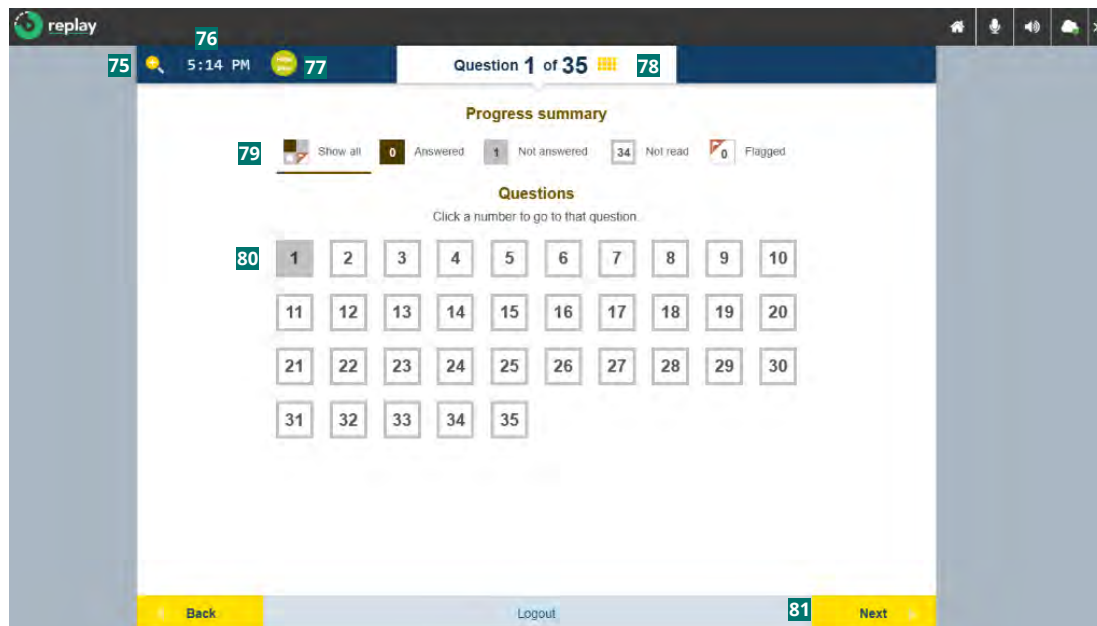 replay
76
75 5:14 PM 77 Question 1 of 35 78
Progress summary
79 Show all 0 Answered 1 Not answered 34 Not read 0 Flagged
Questions
Click a number to go to that question
80 1 2 3 4 5 6 7 8 9 10
11 12 13 14 15 16 17 18 19 20
21 22 23 24 25 26 27 28 29 30
31 32 33 34 35
Back Logout 81 Next